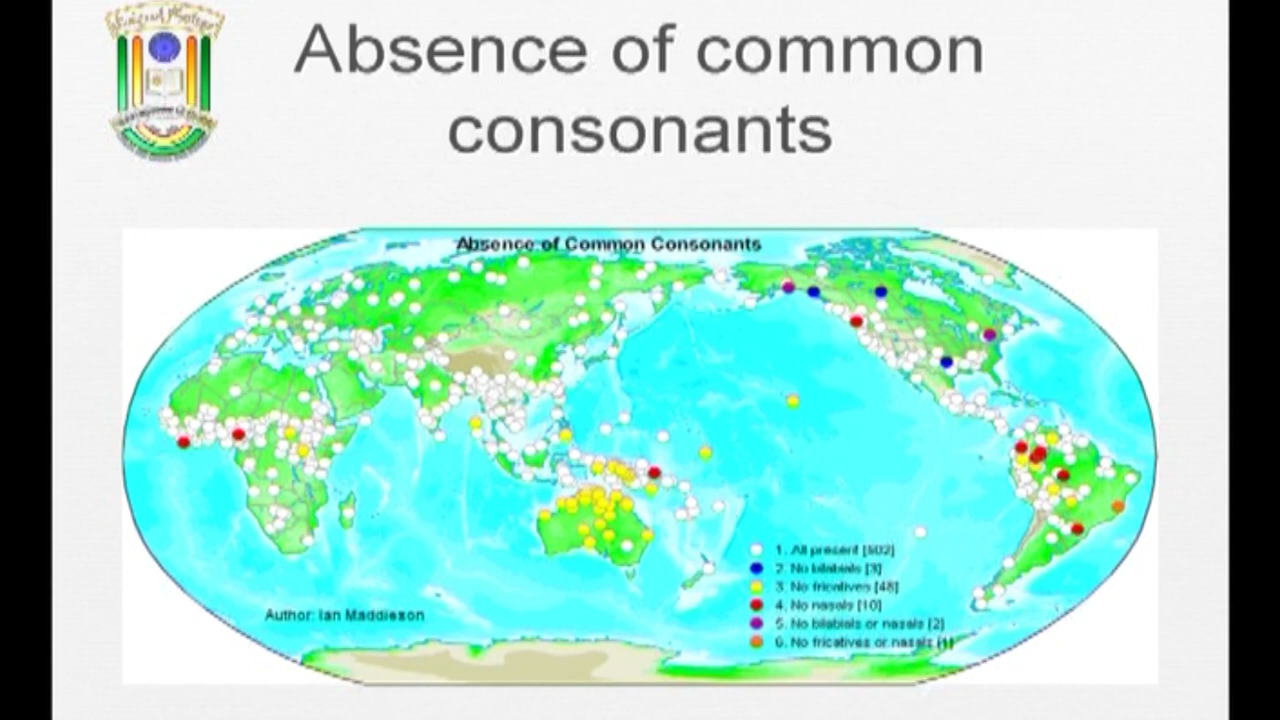 Absence of common
consonants
Absence of Common Consonants
1. All present [502]
2. No bilabials [3]
3. No fricatives [48]
4. No nasals [10]
5. No bilabials or nasals [2]
6. No fricatives or nasals [1]
Author: Ian Maddieson